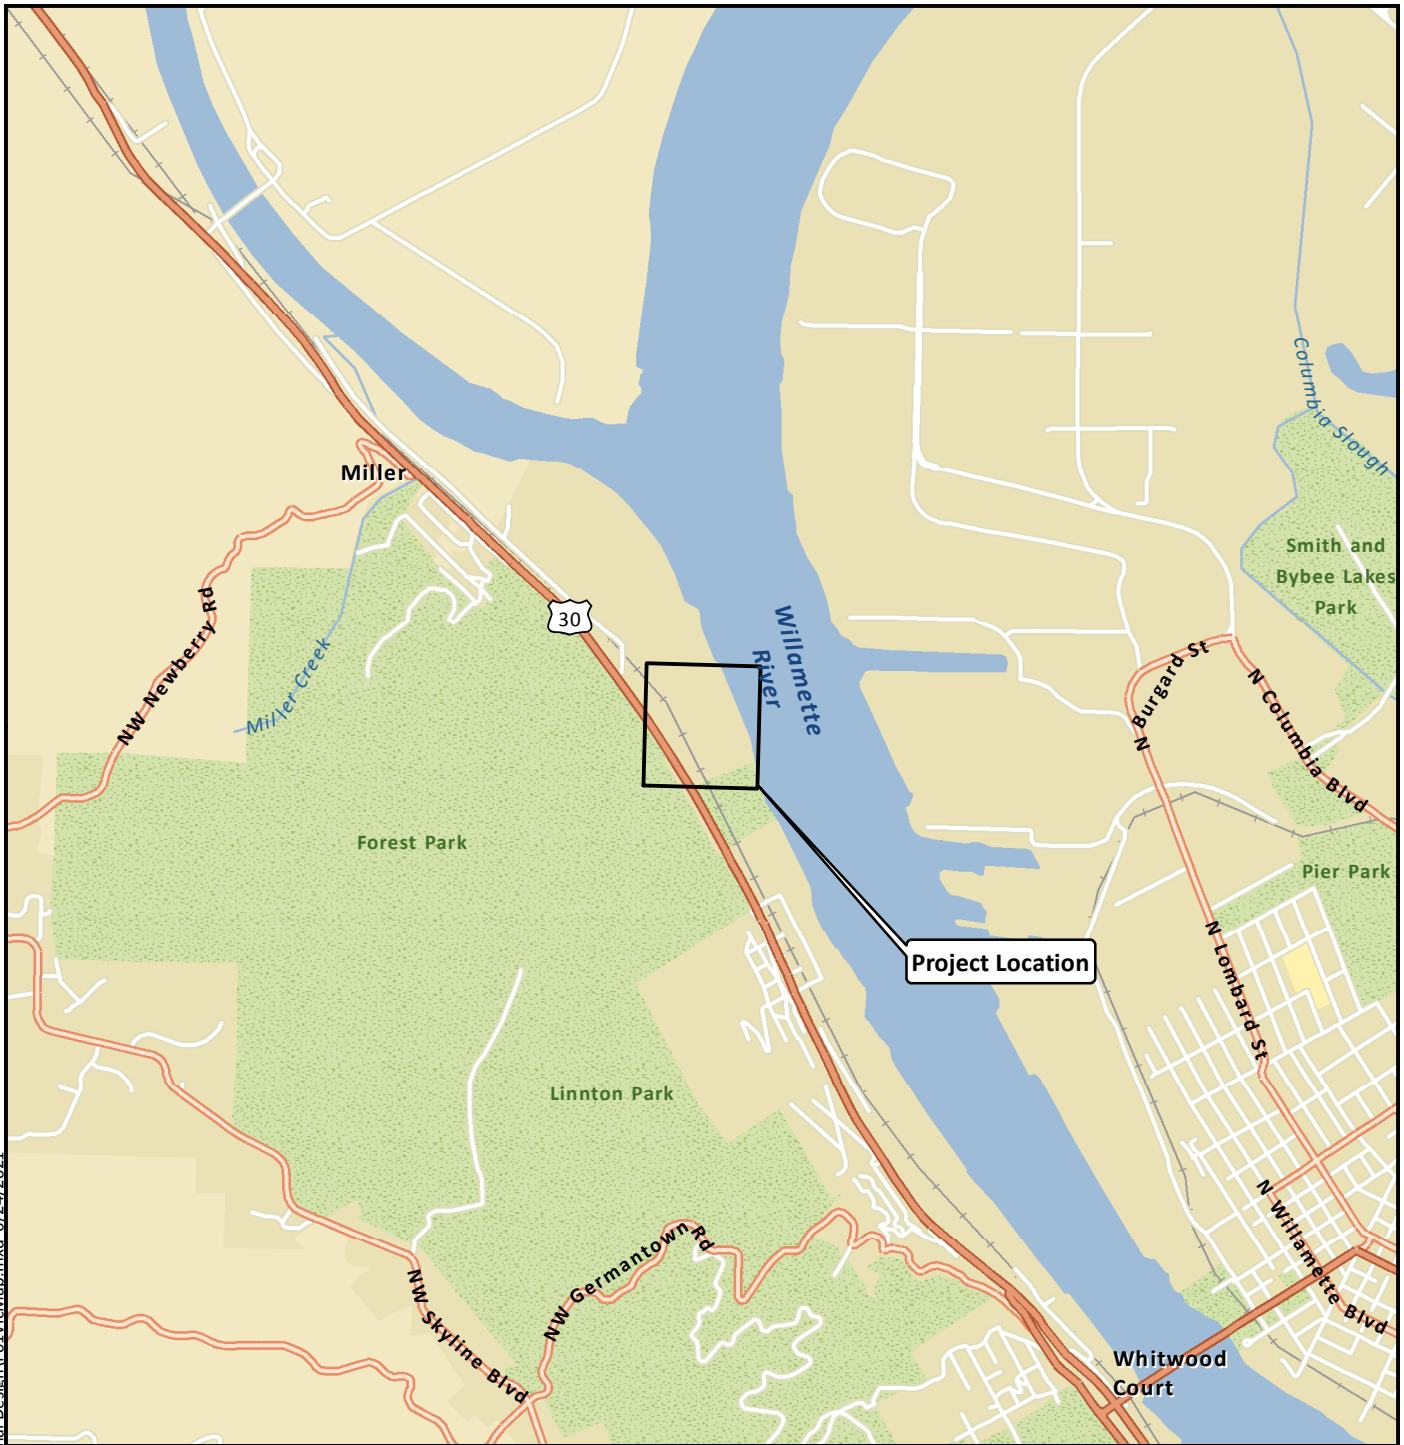 Columbia Slough
Miller
Smith and
Bybee Lakes
Park
30
NW Newberry Rd
Miller Creek
Willamette
River
N Burgard St
N Columbia Blvd
Forest Park
Pier Park
Project Location
N Lombard St
Linnton Park
N Willamette Blvd
NW Germantown Rd
NW Skyline Blvd
Whitwood
Court